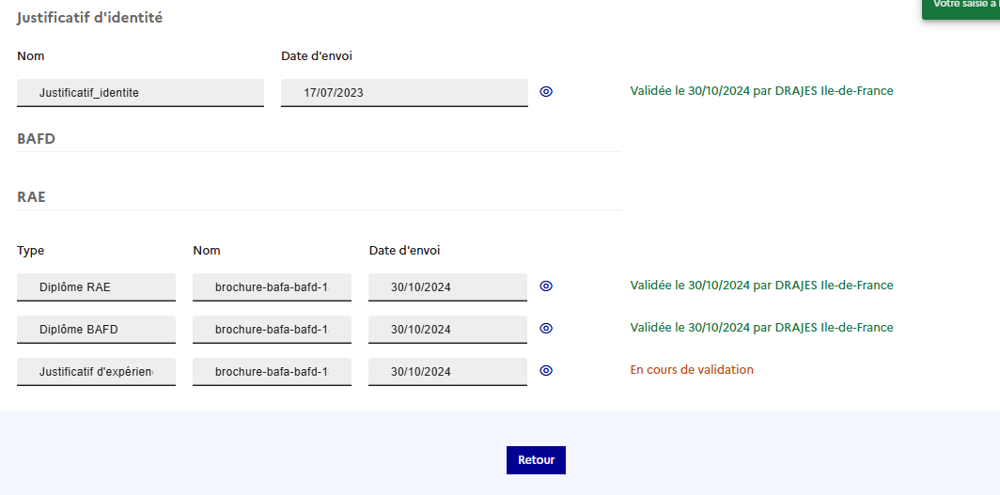 Votre saisie a
Justificatif d'identité
Nom Date d'envoi
Justificatif_identite 17/07/2023 Validée le 30/10/2024 par DRAJES Ile-de-France
BAFD
RAE
Type Nom Date d'envoi
Diplôme RAE brochure-bafa-bafd-1 30/10/2024 Validée le 30/10/2024 par DRAJES Ile-de-France
Diplôme BAFD brochure-bafa-bafd-1 30/10/2024 Validée le 30/10/2024 par DRAJES Ile-de-France
Justificatif d'expérien brochure-bafa-bafd-1 30/10/2024 En cours de validation
Retour